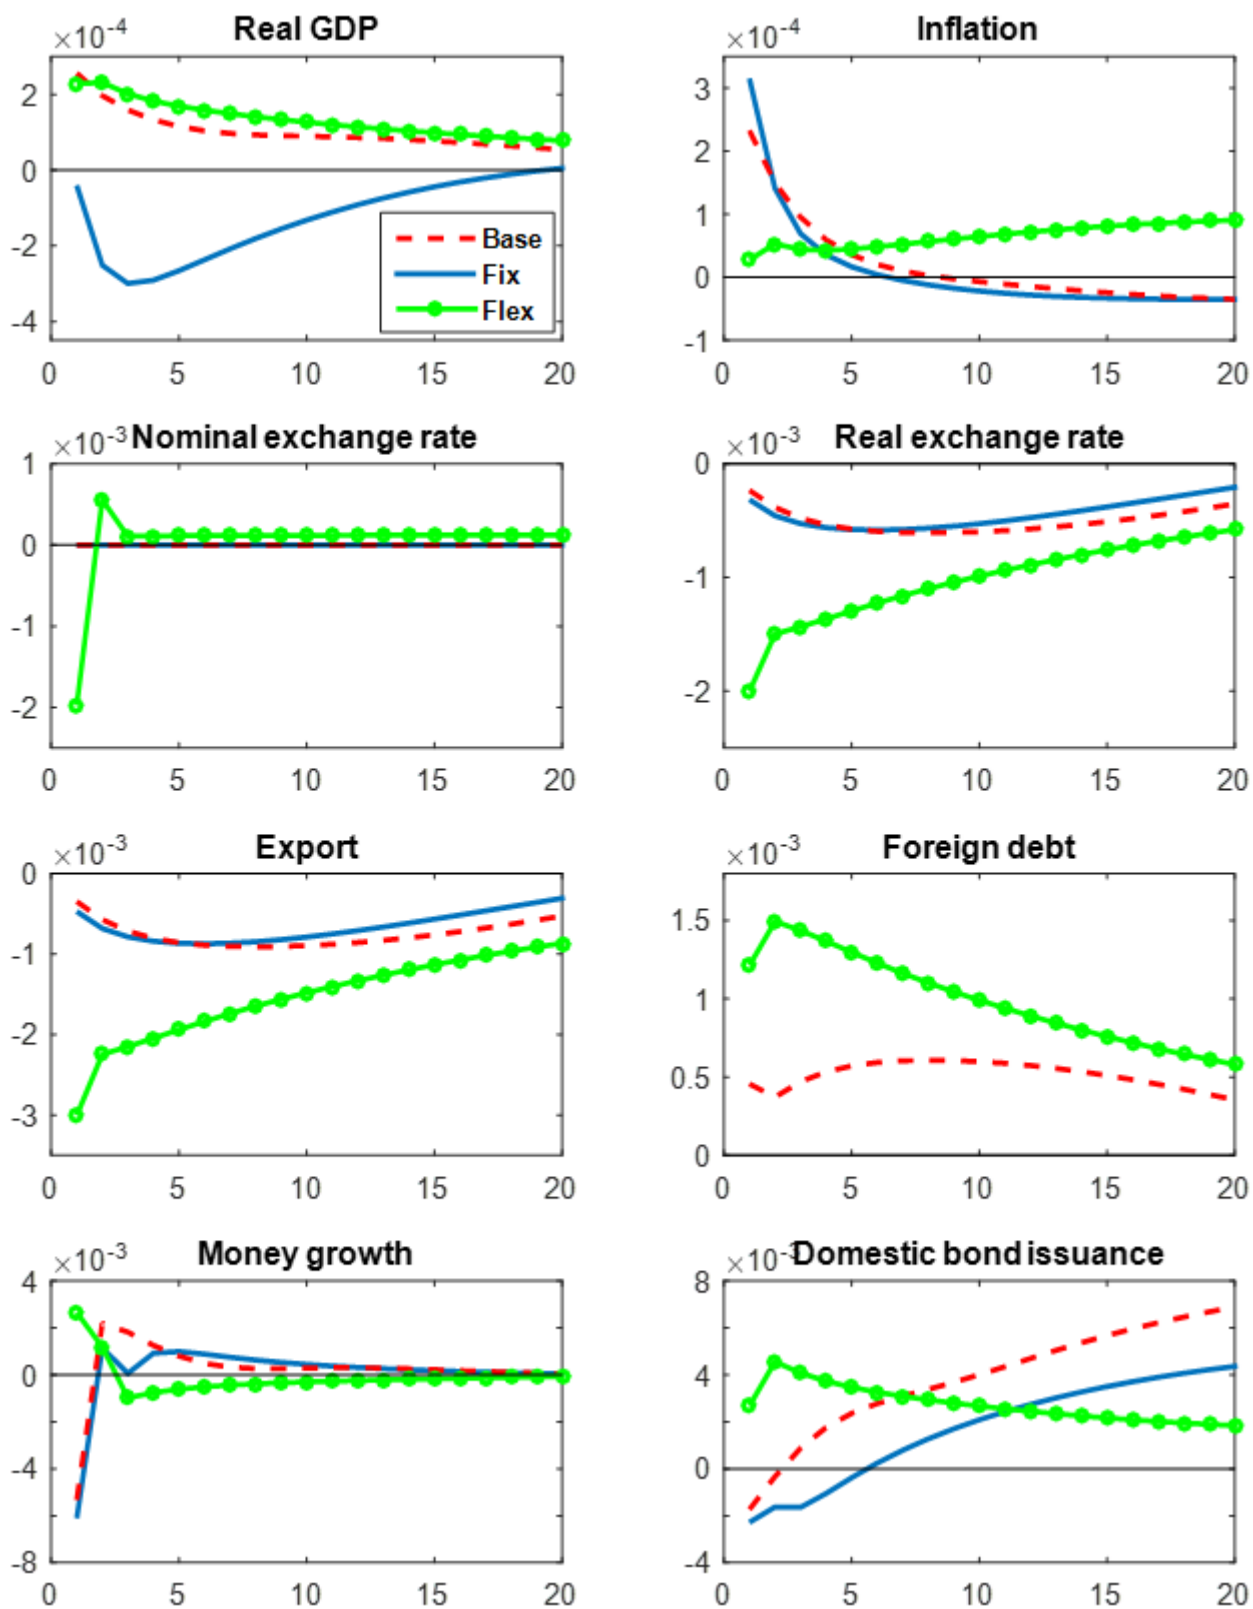 ×10-4 Real GDP
2
0
-2
-4
0 5 10 15 20
Base
Fix
Flex
×10-4 Inflation
3
2
1
0
-1
0 5 10 15 20
×10-3 Nominal exchange rate
1
0
-1
-2
0 5 10 15 20
×10-3 Real exchange rate
0
-1
-2
0 5 10 15 20
×10-3 Export
0
-1
-2
-3
0 5 10 15 20
×10-3 Foreign debt
1.5
1
0.5
0
0 5 10 15 20
×10-3 Money growth
4
0
-4
-8
0 5 10 15 20
×10-3 Domestic bond issuance
8
4
0
-4
0 5 10 15 20